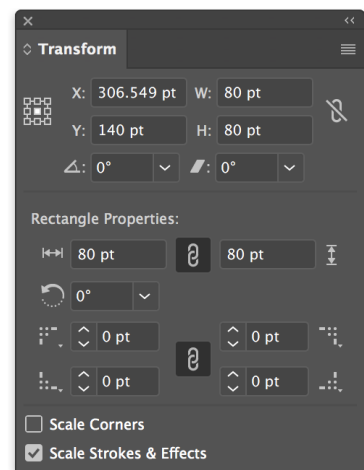 Transform
X: 306.549 pt W: 80 pt
Y: 140 pt H: 80 pt
: 0° : 0°
Rectangle Properties:
80 pt 80 pt
0°
0 pt 0 pt
0 pt 0 pt
Scale Corners
Scale Strokes & Effects